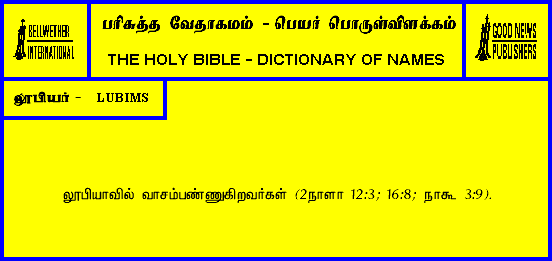 BELLWETHER
INTERNATIONAL
பரிசுத்த வேதாகமம் - பெயர் பொருள்விளக்கம்
THE HOLY BIBLE - DICTIONARY OF NAMES
GOOD NEWS
PUBLISHERS
லூபியர் - LUBIMS
லூபியாவில் வாசம்பண்ணுகிறவர்கள் (2நாளா 12:3; 16:8; நாகூ 3:9).